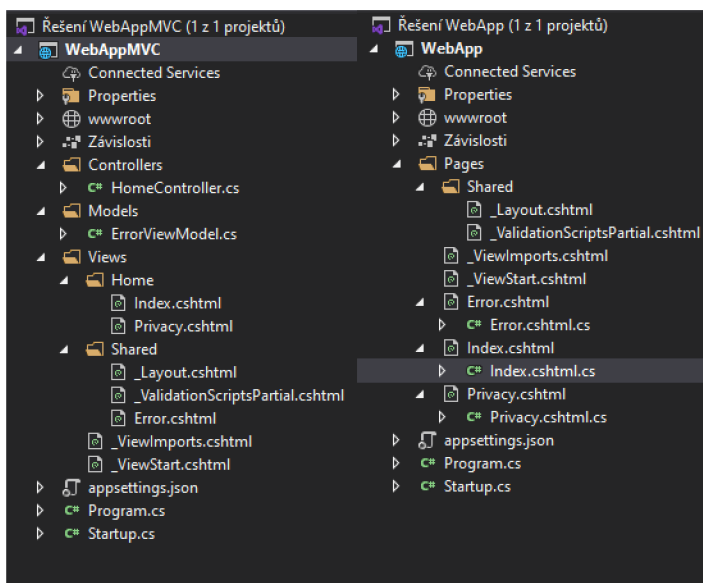 Řešení WebAppMVC (1 z 1 projektů)
WebAppMVC
Connected Services
Properties
wwwroot
Závislosti
Controllers
C# HomeController.cs
Models
C# ErrorViewModel.cs
Views
Home
Index.cshtml
Privacy.cshtml
Shared
_Layout.cshtml
_ValidationScriptsPartial.cshtml
Error.cshtml
_ViewImports.cshtml
_ViewStart.cshtml
appsettings.json
C# Program.cs
C# Startup.cs
Řešení WebApp (1 z 1 projektů)
WebApp
Connected Services
Properties
wwwroot
Závislosti
Pages
Shared
_Layout.cshtml
_ValidationScriptsPartial.cshtml
_ViewImports.cshtml
_ViewStart.cshtml
Error.cshtml
C# Error.cshtml.cs
Index.cshtml
C# Index.cshtml.cs
Privacy.cshtml
C# Privacy.cshtml.cs
appsettings.json
C# Program.cs
C# Startup.cs